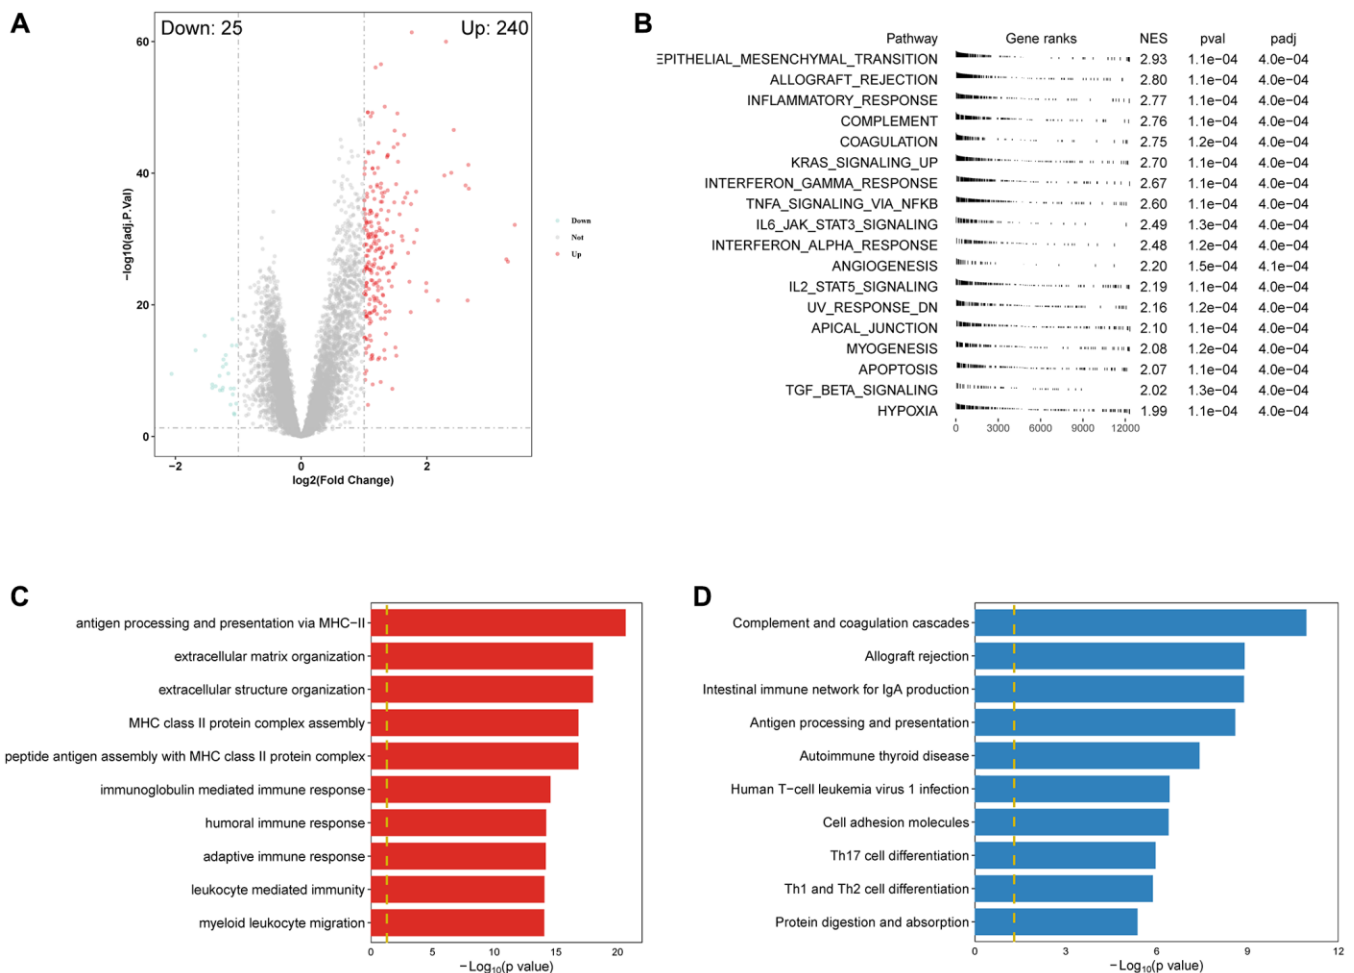 A
Down: 25
Up: 240
60
40
20
0
−log10(adj.P.Val)
−2
0
2
log2(Fold Change)
Down
Not
Up
B
Pathway Gene ranks NES pval padj
EPITHELIAL_MESENCHYMAL_TRANSITION 2.93 1.1e−04 4.0e−04
ALLOGRAFT_REJECTION 2.80 1.1e−04 4.0e−04
INFLAMMATORY_RESPONSE 2.77 1.1e−04 4.0e−04
COMPLEMENT 2.76 1.1e−04 4.0e−04
COAGULATION 2.75 1.2e−04 4.0e−04
KRAS_SIGNALING_UP 2.70 1.1e−04 4.0e−04
INTERFERON_GAMMA_RESPONSE 2.67 1.1e−04 4.0e−04
TNFA_SIGNALING_VIA_NFKB 2.60 1.1e−04 4.0e−04
IL6_JAK_STAT3_SIGNALING 2.49 1.3e−04 4.0e−04
INTERFERON_ALPHA_RESPONSE 2.48 1.2e−04 4.0e−04
ANGIOGENESIS 2.20 1.5e−04 4.1e−04
IL2_STAT5_SIGNALING 2.19 1.1e−04 4.0e−04
UV_RESPONSE_DN 2.16 1.2e−04 4.0e−04
APICAL_JUNCTION 2.10 1.1e−04 4.0e−04
MYOGENESIS 2.08 1.2e−04 4.0e−04
APOPTOSIS 2.07 1.1e−04 4.0e−04
TGF_BETA_SIGNALING 2.02 1.3e−04 4.0e−04
HYPOXIA 1.99 1.1e−04 4.0e−04
0 3000 6000 9000 12000
C
antigen processing and presentation via MHC−II
extracellular matrix organization
extracellular structure organization
MHC class II protein complex assembly
peptide antigen assembly with MHC class II protein complex
immunoglobulin mediated immune response
humoral immune response
adaptive immune response
leukocyte mediated immunity
myeloid leukocyte migration
0 5 10 15 20
−Log10(p value)
D
Complement and coagulation cascades
Allograft rejection
Intestinal immune network for IgA production
Antigen processing and presentation
Autoimmune thyroid disease
Human T−cell leukemia virus 1 infection
Cell adhesion molecules
Th17 cell differentiation
Th1 and Th2 cell differentiation
Protein digestion and absorption
0 3 6 9 12
−Log10(p value)